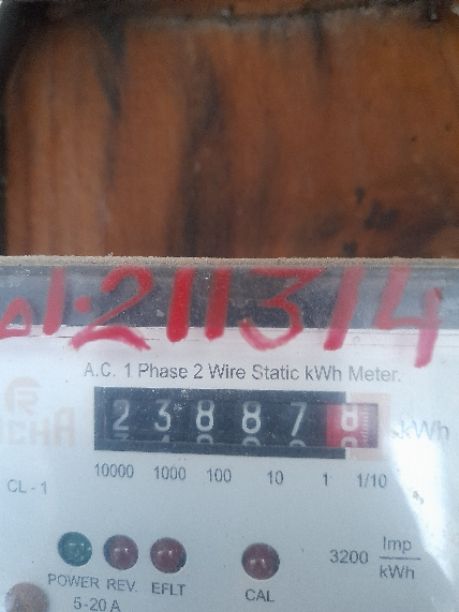 211314
A.C. 1 Phase 2 Wire Static kWh Meter.
238878 kWh
10000 1000 100 10 1 1/10
CL - 1
3200 Imp/kWh
POWER REV. EFLT CAL
5-20 A